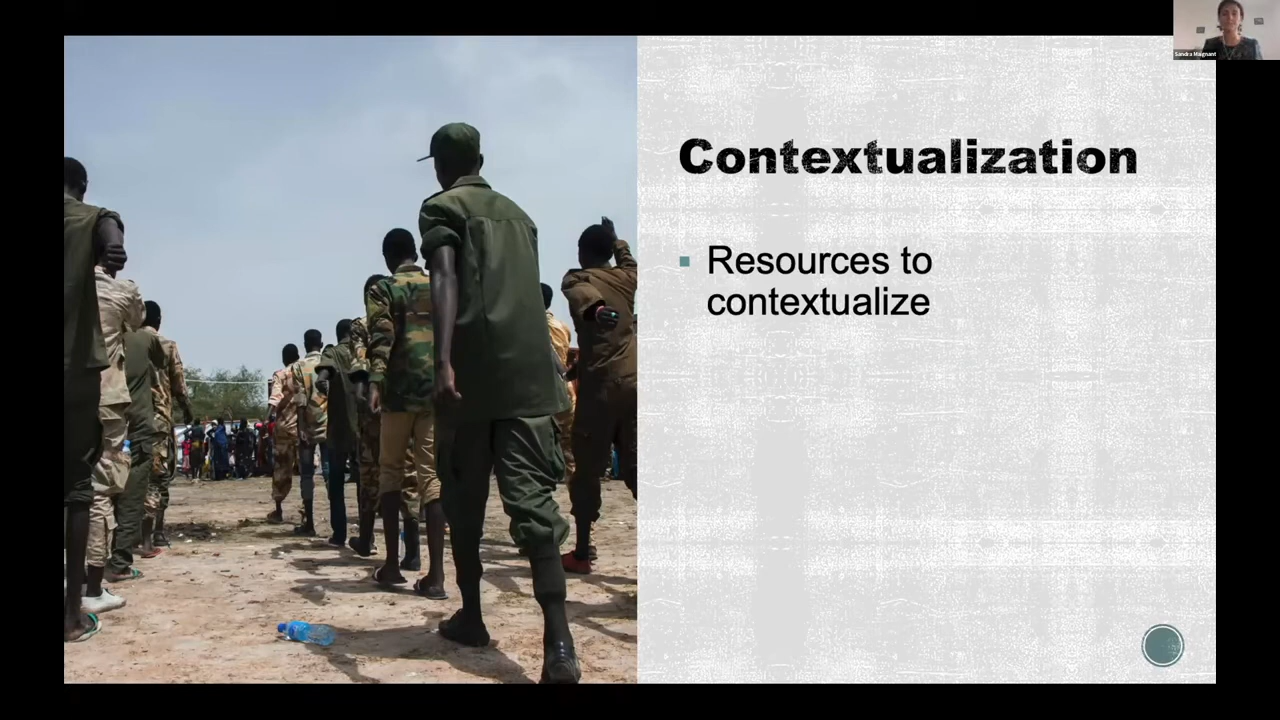 Sandra Maignant
Contextualization
Resources to
contextualize